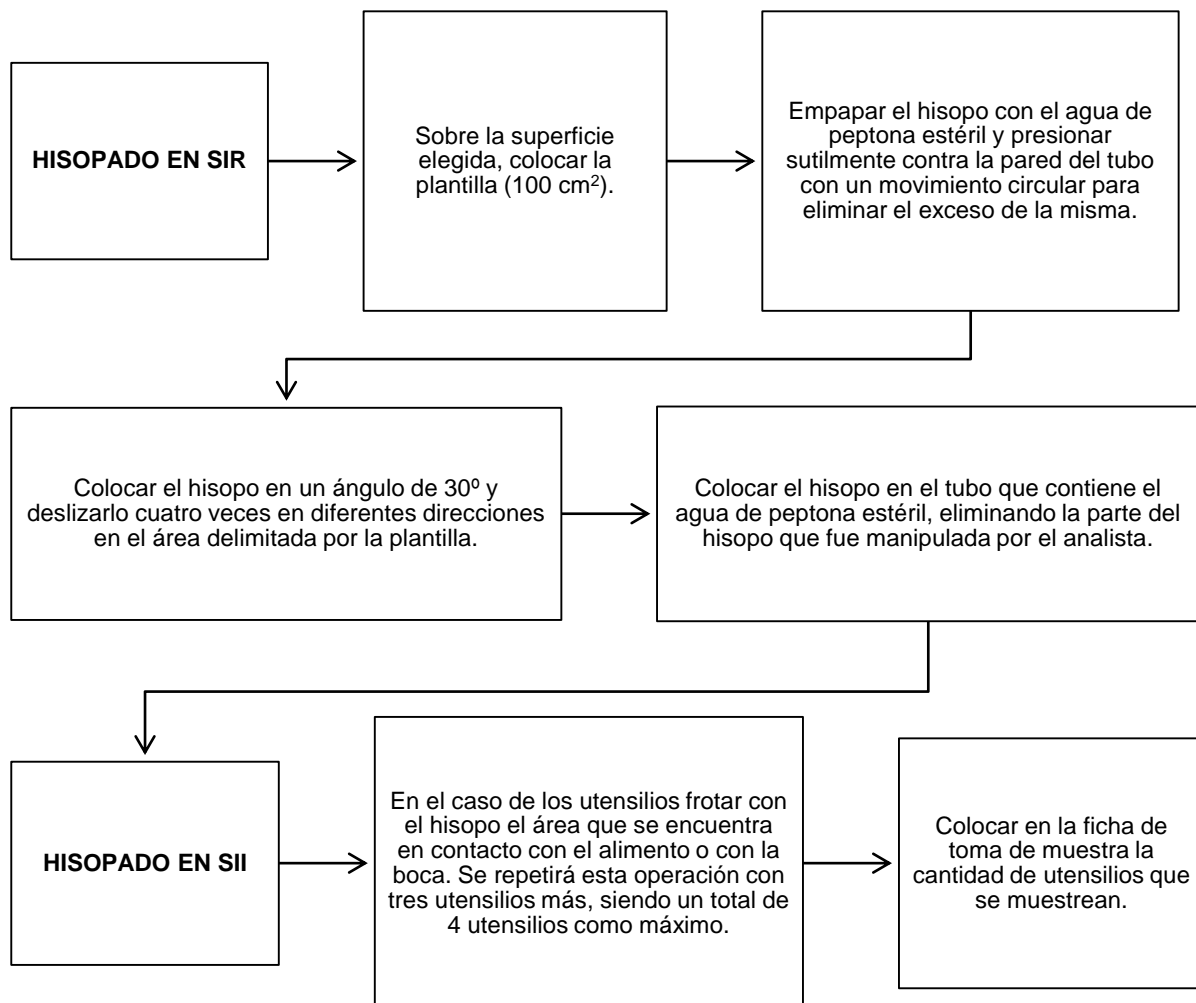 HISOPADO EN SIR
Sobre la superficie
elegida, colocar la
plantilla (100 cm²).
Empapar el hisopo con el agua de
peptona estéril y presionar
sutilmente contra la pared del tubo
con un movimiento circular para
eliminar el exceso de la misma.
Colocar el hisopo en un ángulo de 30º y
deslizarlo cuatro veces en diferentes direcciones
en el área delimitada por la plantilla.
Colocar el hisopo en el tubo que contiene el
agua de peptona estéril, eliminando la parte del
hisopo que fue manipulada por el analista.
HISOPADO EN SII
En el caso de los utensilios frotar con
el hisopo el área que se encuentra
en contacto con el alimento o con la
boca. Se repetirá esta operación con
tres utensilios más, siendo un total de
4 utensilios como máximo.
Colocar en la ficha de
toma de muestra la
cantidad de utensilios que
se muestrean.